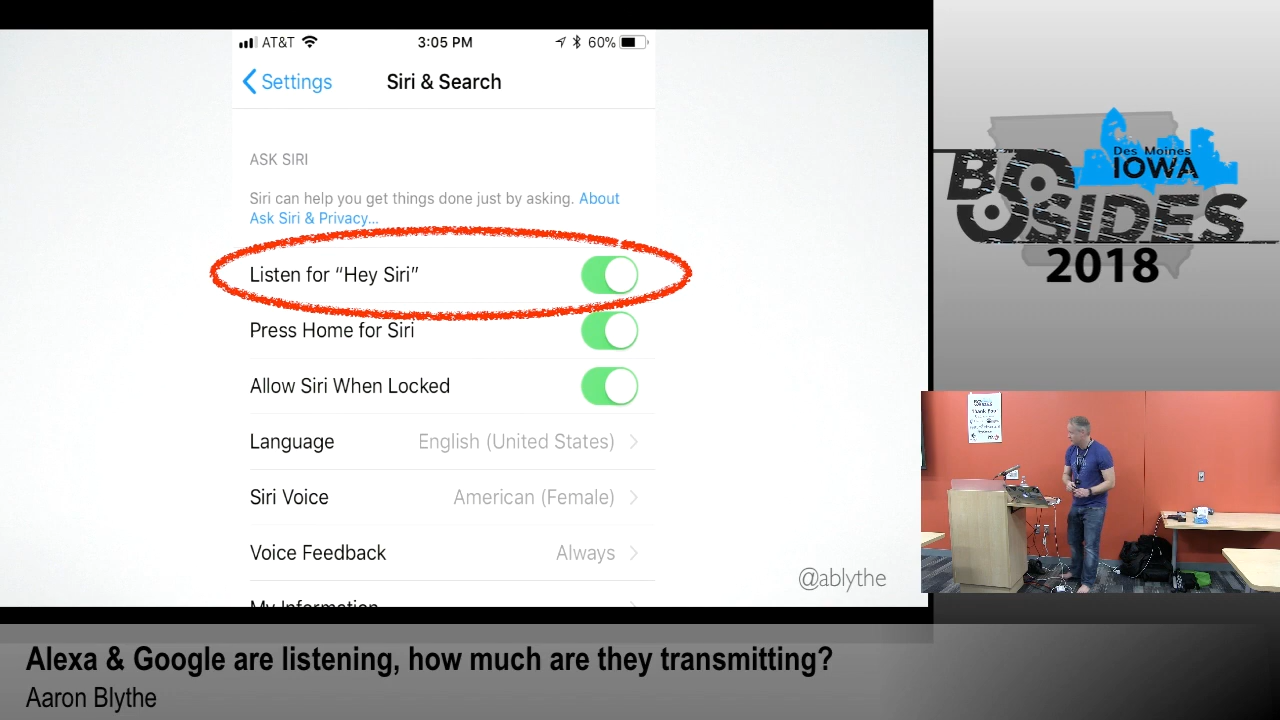 AT&T
3:05 PM
60%
Settings
Siri & Search
ASK SIRI
Siri can help you get things done just by asking. About
Ask Siri & Privacy...
Listen for “Hey Siri”
Press Home for Siri
Allow Siri When Locked
Language
English (United States)
Siri Voice
American (Female)
Voice Feedback
Always
My Information
@ablythe
Des Moines
IOWA
BSIDES
2018
Thank You
Alexa & Google are listening, how much are they transmitting?
Aaron Blythe